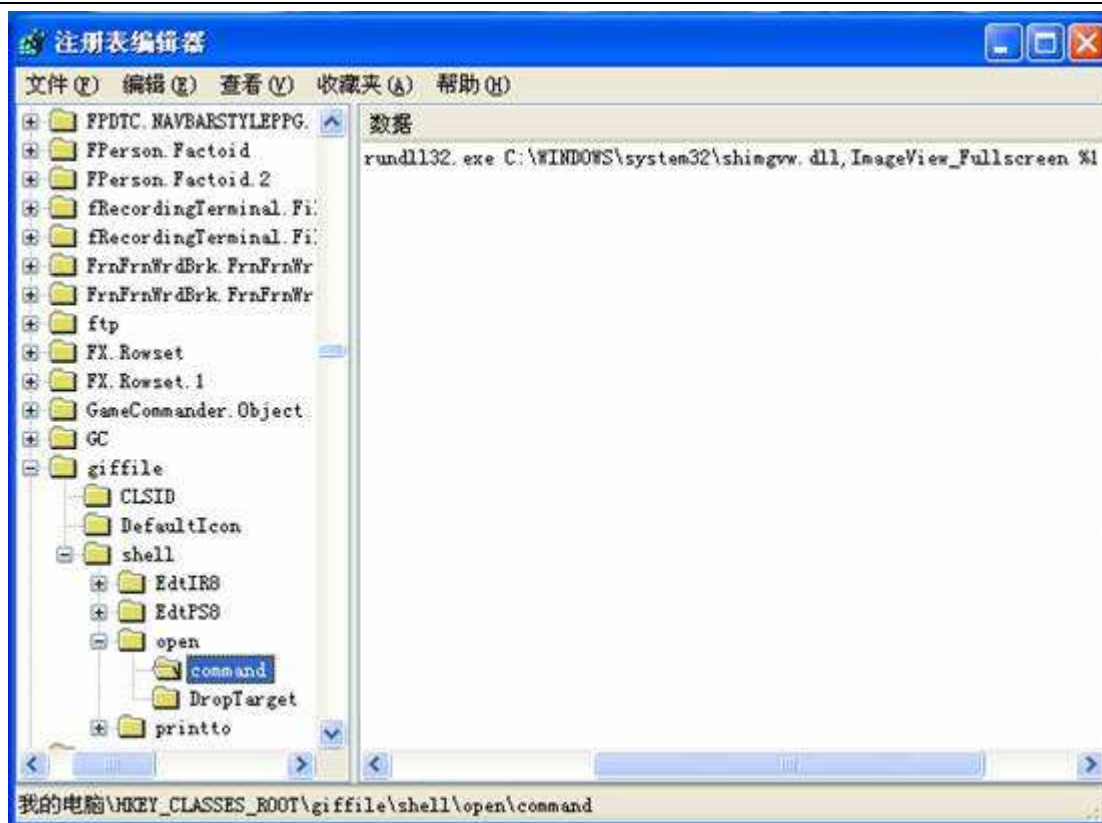 注册表编辑器
文件(F) 编辑(E) 查看(V) 收藏夹(A) 帮助(H)
FPDTC.NAVBARSTYLEPPG.
FPerson.Factoid
FPerson.Factoid.2
fRecordingTerminal.Fi
fRecordingTerminal.Fi
FrnFrnWrdBrk.FrnFrnWr
FrnFrnWrdBrk.FrnFrnWr
ftp
FX.Rowset
FX.Rowset.1
GameCommander.Object
GC
giffile
CLSID
DefaultIcon
shell
EdtIR8
EdtPS8
open
command
DropTarget
printto
数据
rundll32.exe C:\WINDOWS\system32\shimgvw.dll,ImageView_Fullscreen %1
我的电脑\HKEY_CLASSES_ROOT\giffile\shell\open\command